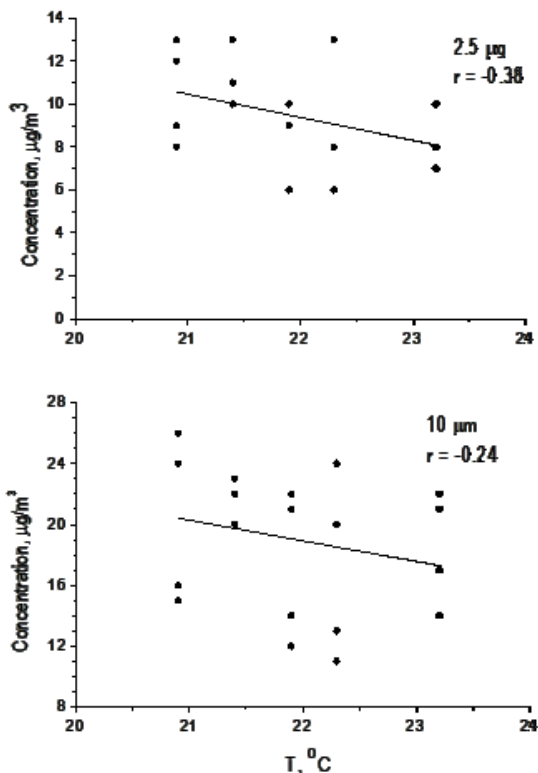 14
12
10
8
6
4
2
0
Concentration, μg/m³
2.5 μg
r = -0.38
20 21 22 23 24
28
24
20
16
12
8
Concentration, μg/m³
10 μm
r = -0.24
20 21 22 23 24
T, °C